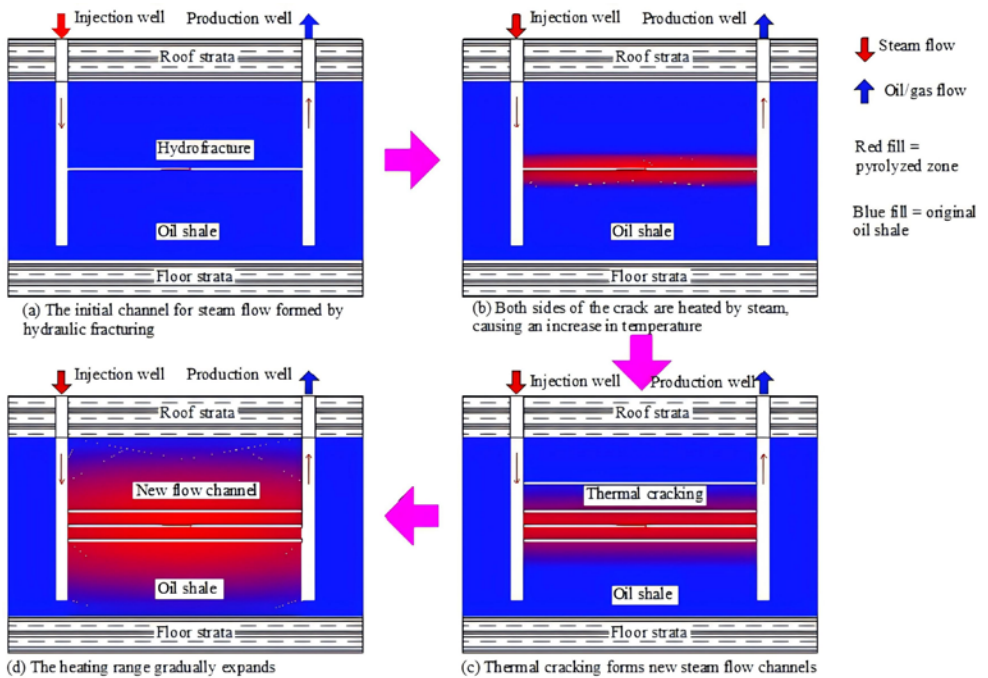 Injection well
Production well
Roof strata
Hydrofracture
Oil shale
Floor strata
(a) The initial channel for steam flow formed by
hydraulic fracturing
Injection well
Production well
Roof strata
Oil shale
Floor strata
(b) Both sides of the crack are heated by steam,
causing an increase in temperature
Steam flow
Oil/gas flow
Red fill =
pyrolyzed zone
Blue fill = original
oil shale
Injection well
Production well
Roof strata
New flow channel
Oil shale
Floor strata
(d) The heating range gradually expands
Injection well
Production well
Roof strata
Thermal cracking
Oil shale
Floor strata
(c) Thermal cracking forms new steam flow channels